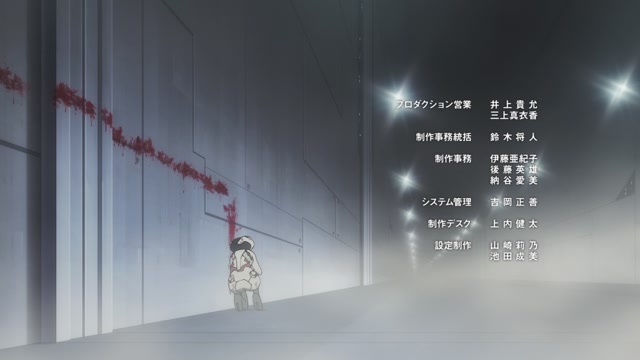 プロダクション営業 井上貴允
三上真衣香
制作事務統括 鈴木将人
制作事務 伊藤亜紀子
後藤英雄
納谷愛美
システム管理 吉岡正善
制作デスク 上内健太
設定制作 山崎莉乃
池田成美